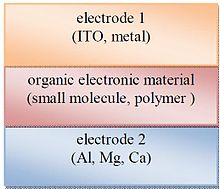 electrode 1
(ITO, metal)
organic electronic material
(small molecule, polymer )
electrode 2
(Al, Mg, Ca)